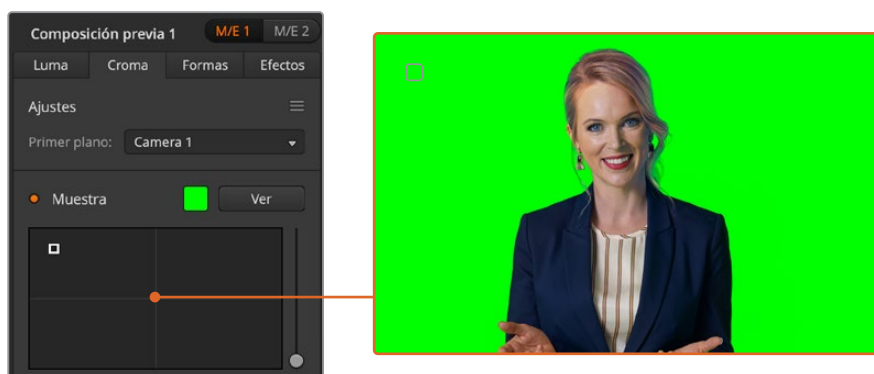 Composición previa 1 M/E 1 M/E 2
Luma Croma Formas Efectos
Ajustes
Primer plano: Camera 1
Muestra Ver